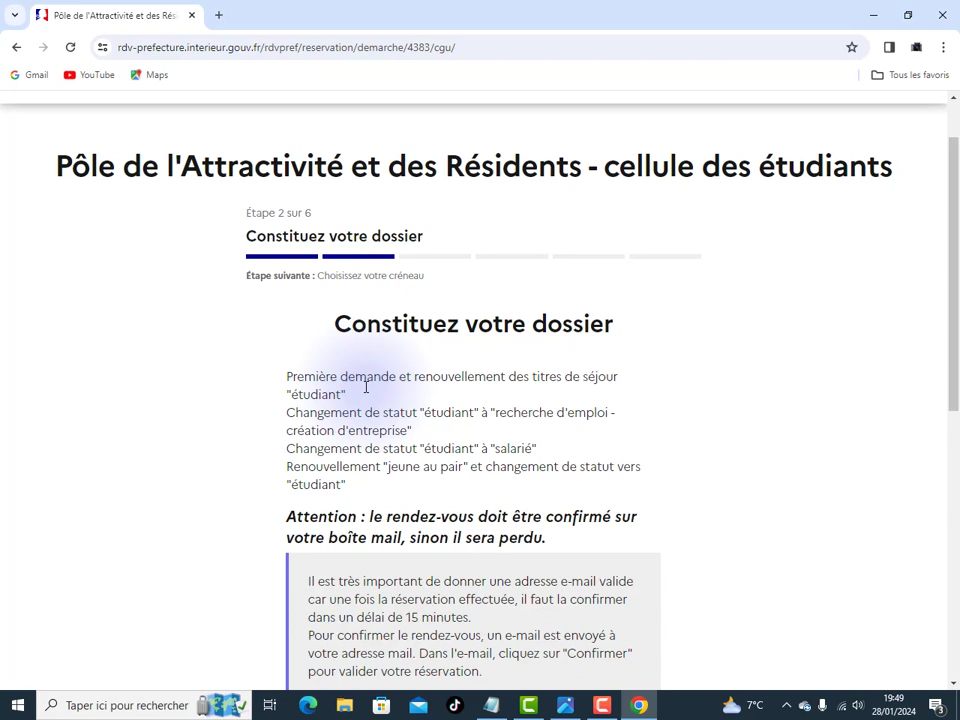 Pôle de l'Attractivité et des Rési
rdv-prefecture.interieur.gouv.fr/rdvpref/reservation/demarche/4383/cgu/
Gmail
YouTube
Maps
Tous les favoris
Pôle de l'Attractivité et des Résidents - cellule des étudiants
Étape 2 sur 6
Constituez votre dossier
Étape suivante : Choisissez votre créneau
Constituez votre dossier
Première demande et renouvellement des titres de séjour
"étudiant"
Changement de statut "étudiant" à "recherche d'emploi -
création d'entreprise"
Changement de statut "étudiant" à "salarié"
Renouvellement "jeune au pair" et changement de statut vers
"étudiant"
Attention : le rendez-vous doit être confirmé sur
votre boîte mail, sinon il sera perdu.
Il est très important de donner une adresse e-mail valide
car une fois la réservation effectuée, il faut la confirmer
dans un délai de 15 minutes.
Pour confirmer le rendez-vous, un e-mail est envoyé à
votre adresse mail. Dans l'e-mail, cliquez sur "Confirmer"
pour valider votre réservation.
Taper ici pour rechercher
7°C
19:49
28/01/2024
3